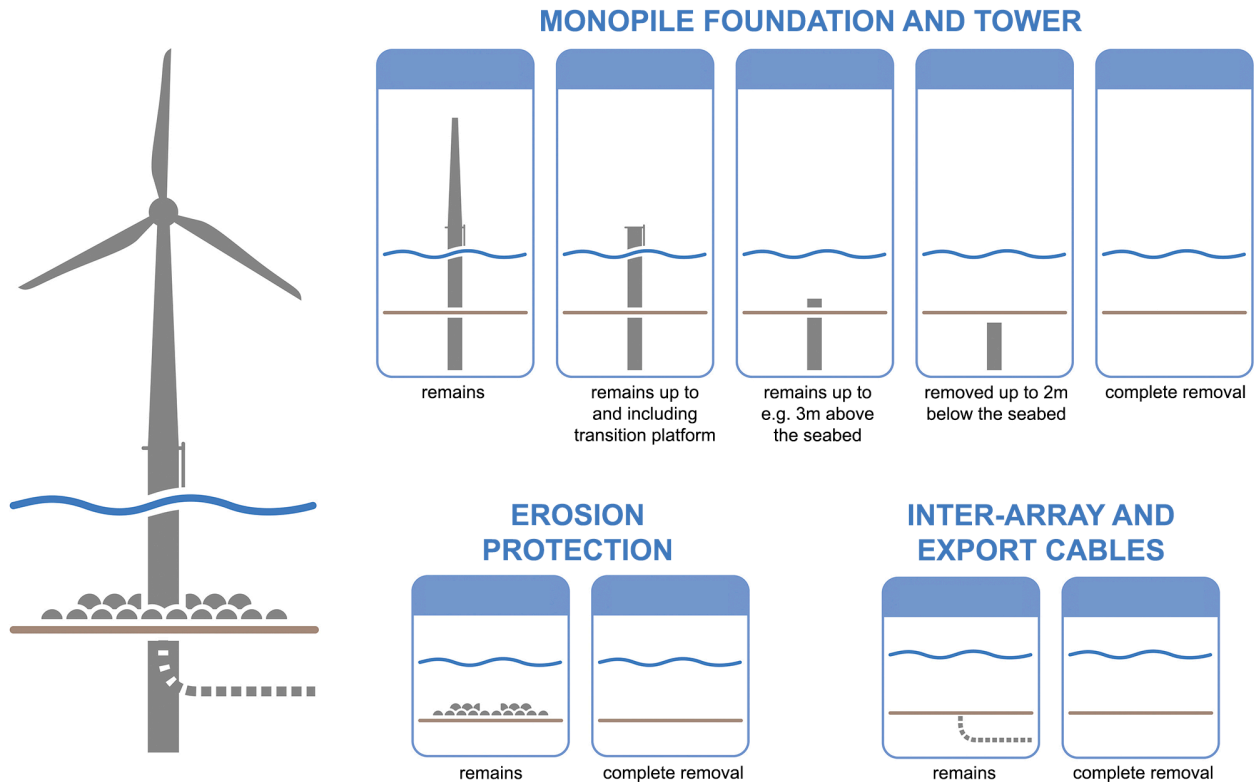 MONOPILE FOUNDATION AND TOWER
remains
remains up to
and including
transition platform
remains up to
e.g. 3m above
the seabed
removed up to 2m
below the seabed
complete removal
EROSION
PROTECTION
remains
complete removal
INTER-ARRAY AND
EXPORT CABLES
remains
complete removal